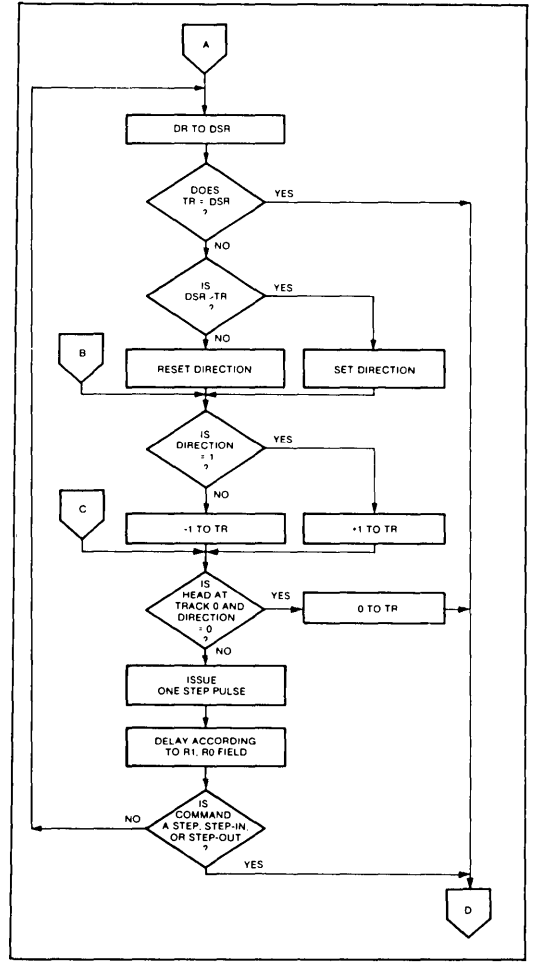 A
DR TO DSR
DOES
TR = DSR
?
YES
NO
IS
DSR >TR
?
YES
NO
B
RESET DIRECTION
SET DIRECTION
IS
DIRECTION
= 1
?
YES
NO
C
-1 TO TR
+1 TO TR
IS
HEAD AT
TRACK 0 AND
DIRECTION
= 0
?
YES
0 TO TR
NO
ISSUE
ONE STEP PULSE
DELAY ACCORDING
TO R1, R0 FIELD
IS
COMMAND
A STEP, STEP-IN,
OR STEP-OUT
?
NO
YES
D